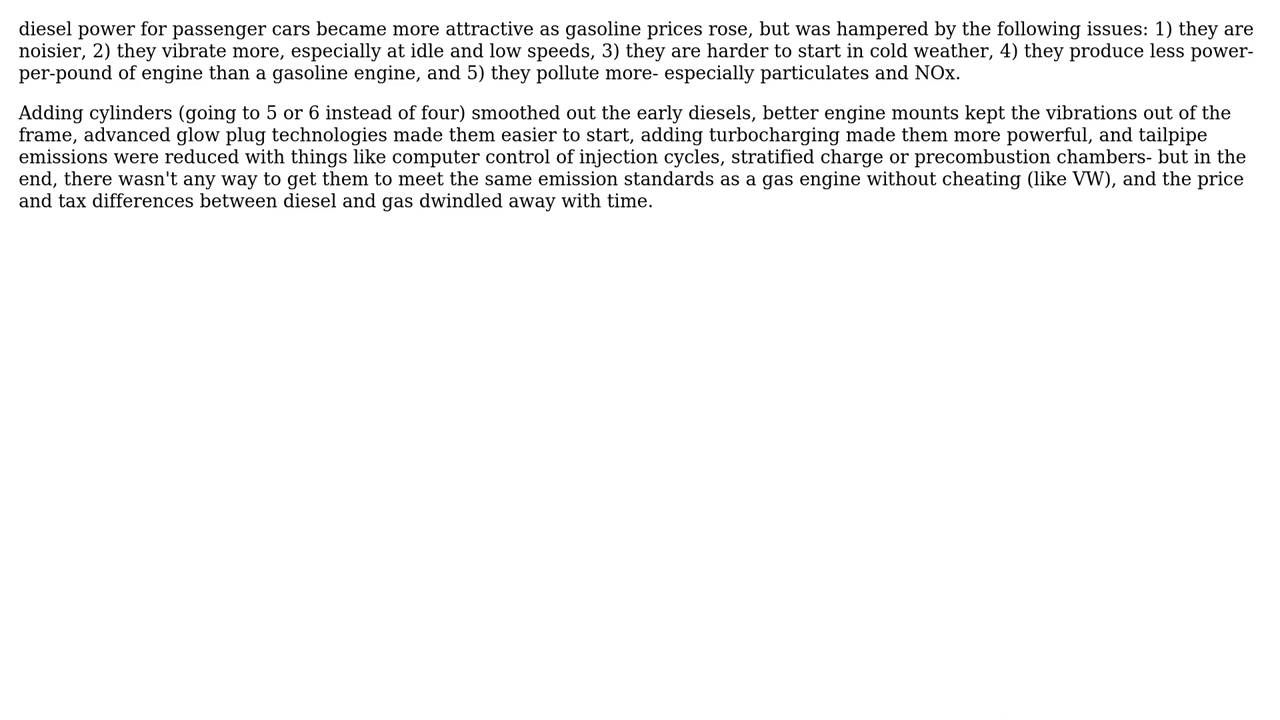 diesel power for passenger cars became more attractive as gasoline prices rose, but was hampered by the following issues: 1) they are
noisier, 2) they vibrate more, especially at idle and low speeds, 3) they are harder to start in cold weather, 4) they produce less power-
per-pound of engine than a gasoline engine, and 5) they pollute more- especially particulates and NOx.
Adding cylinders (going to 5 or 6 instead of four) smoothed out the early diesels, better engine mounts kept the vibrations out of the
frame, advanced glow plug technologies made them easier to start, adding turbocharging made them more powerful, and tailpipe
emissions were reduced with things like computer control of injection cycles, stratified charge or precombustion chambers- but in the
end, there wasn't any way to get them to meet the same emission standards as a gas engine without cheating (like VW), and the price
and tax differences between diesel and gas dwindled away with time.